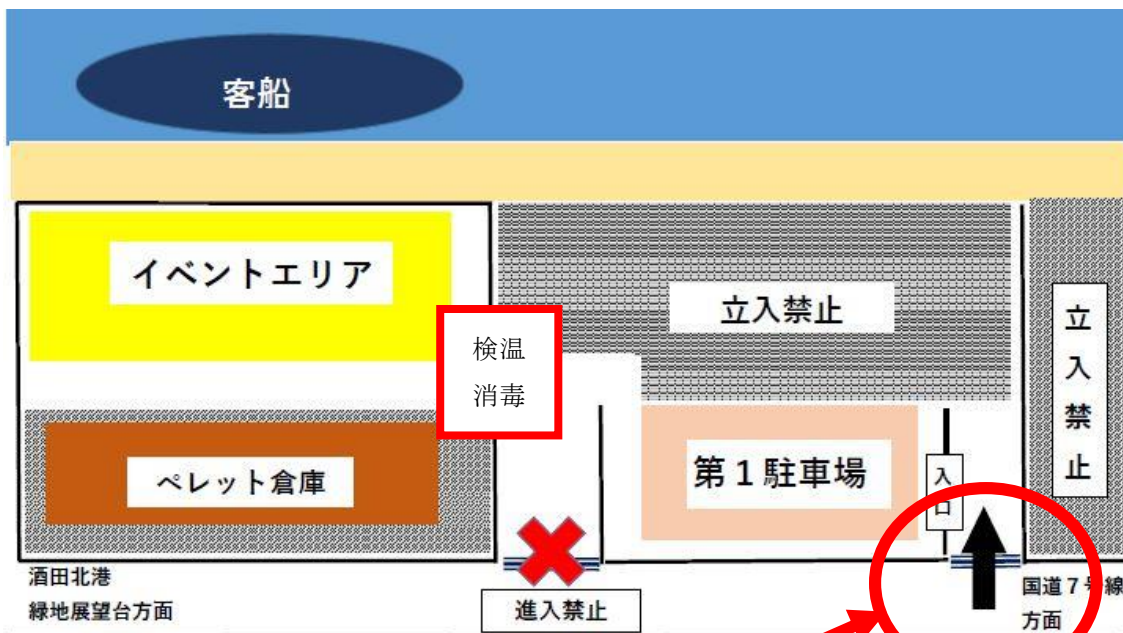 客船
イベントエリア
立入禁止
立入禁止
検温
消毒
ペレット倉庫
第1駐車場
入口
酒田北港
緑地展望台方面
進入禁止
国道7号線
方面